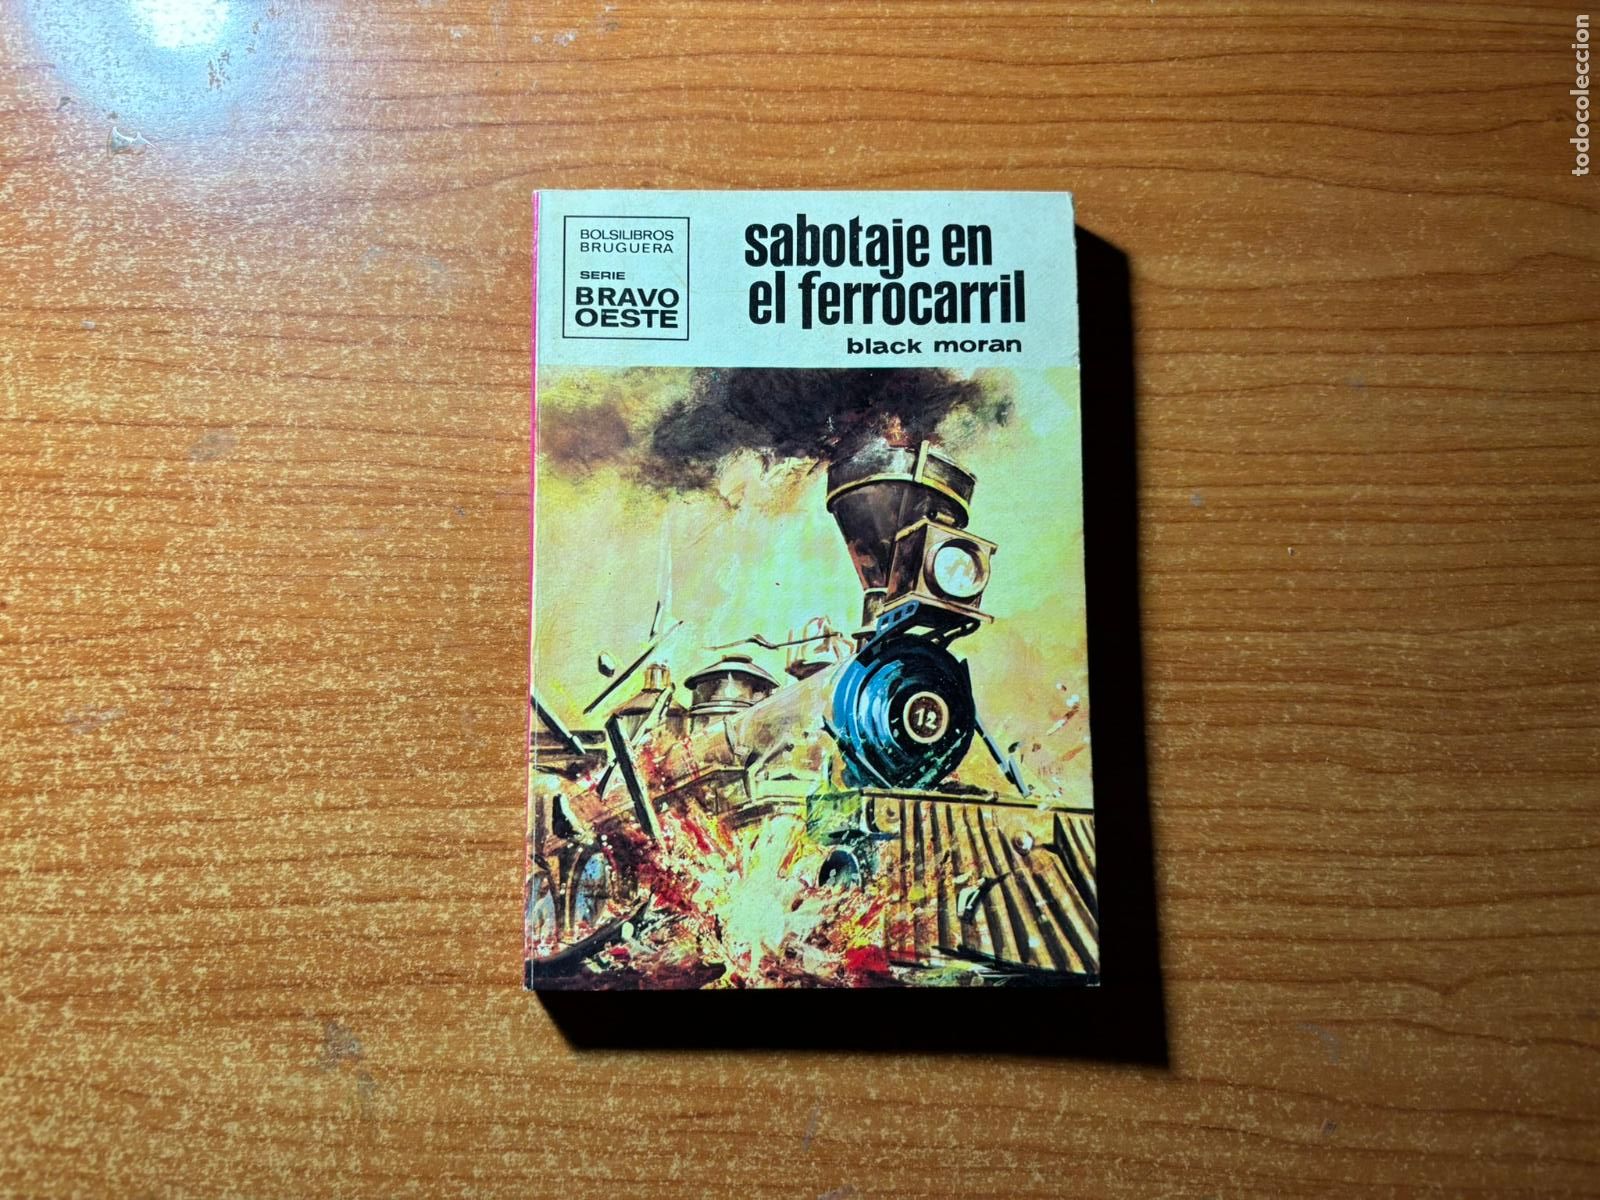 BOLSILIBROS
BRUGUERA
SERIE
BRAVO
OESTE
sabotaje en
el ferrocarril
black moran
12
todocoleccion